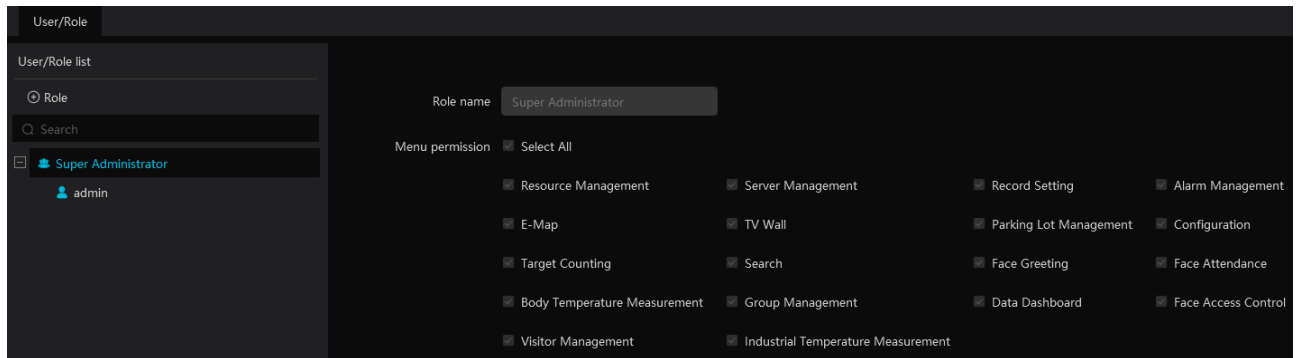 User/Role
User/Role list
Role
Search
Super Administrator
admin
Role name Super Administrator
Menu permission Select All
Resource Management Server Management Record Setting Alarm Management
E-Map TV Wall Parking Lot Management Configuration
Target Counting Search Face Greeting Face Attendance
Body Temperature Measurement Group Management Data Dashboard Face Access Control
Visitor Management Industrial Temperature Measurement